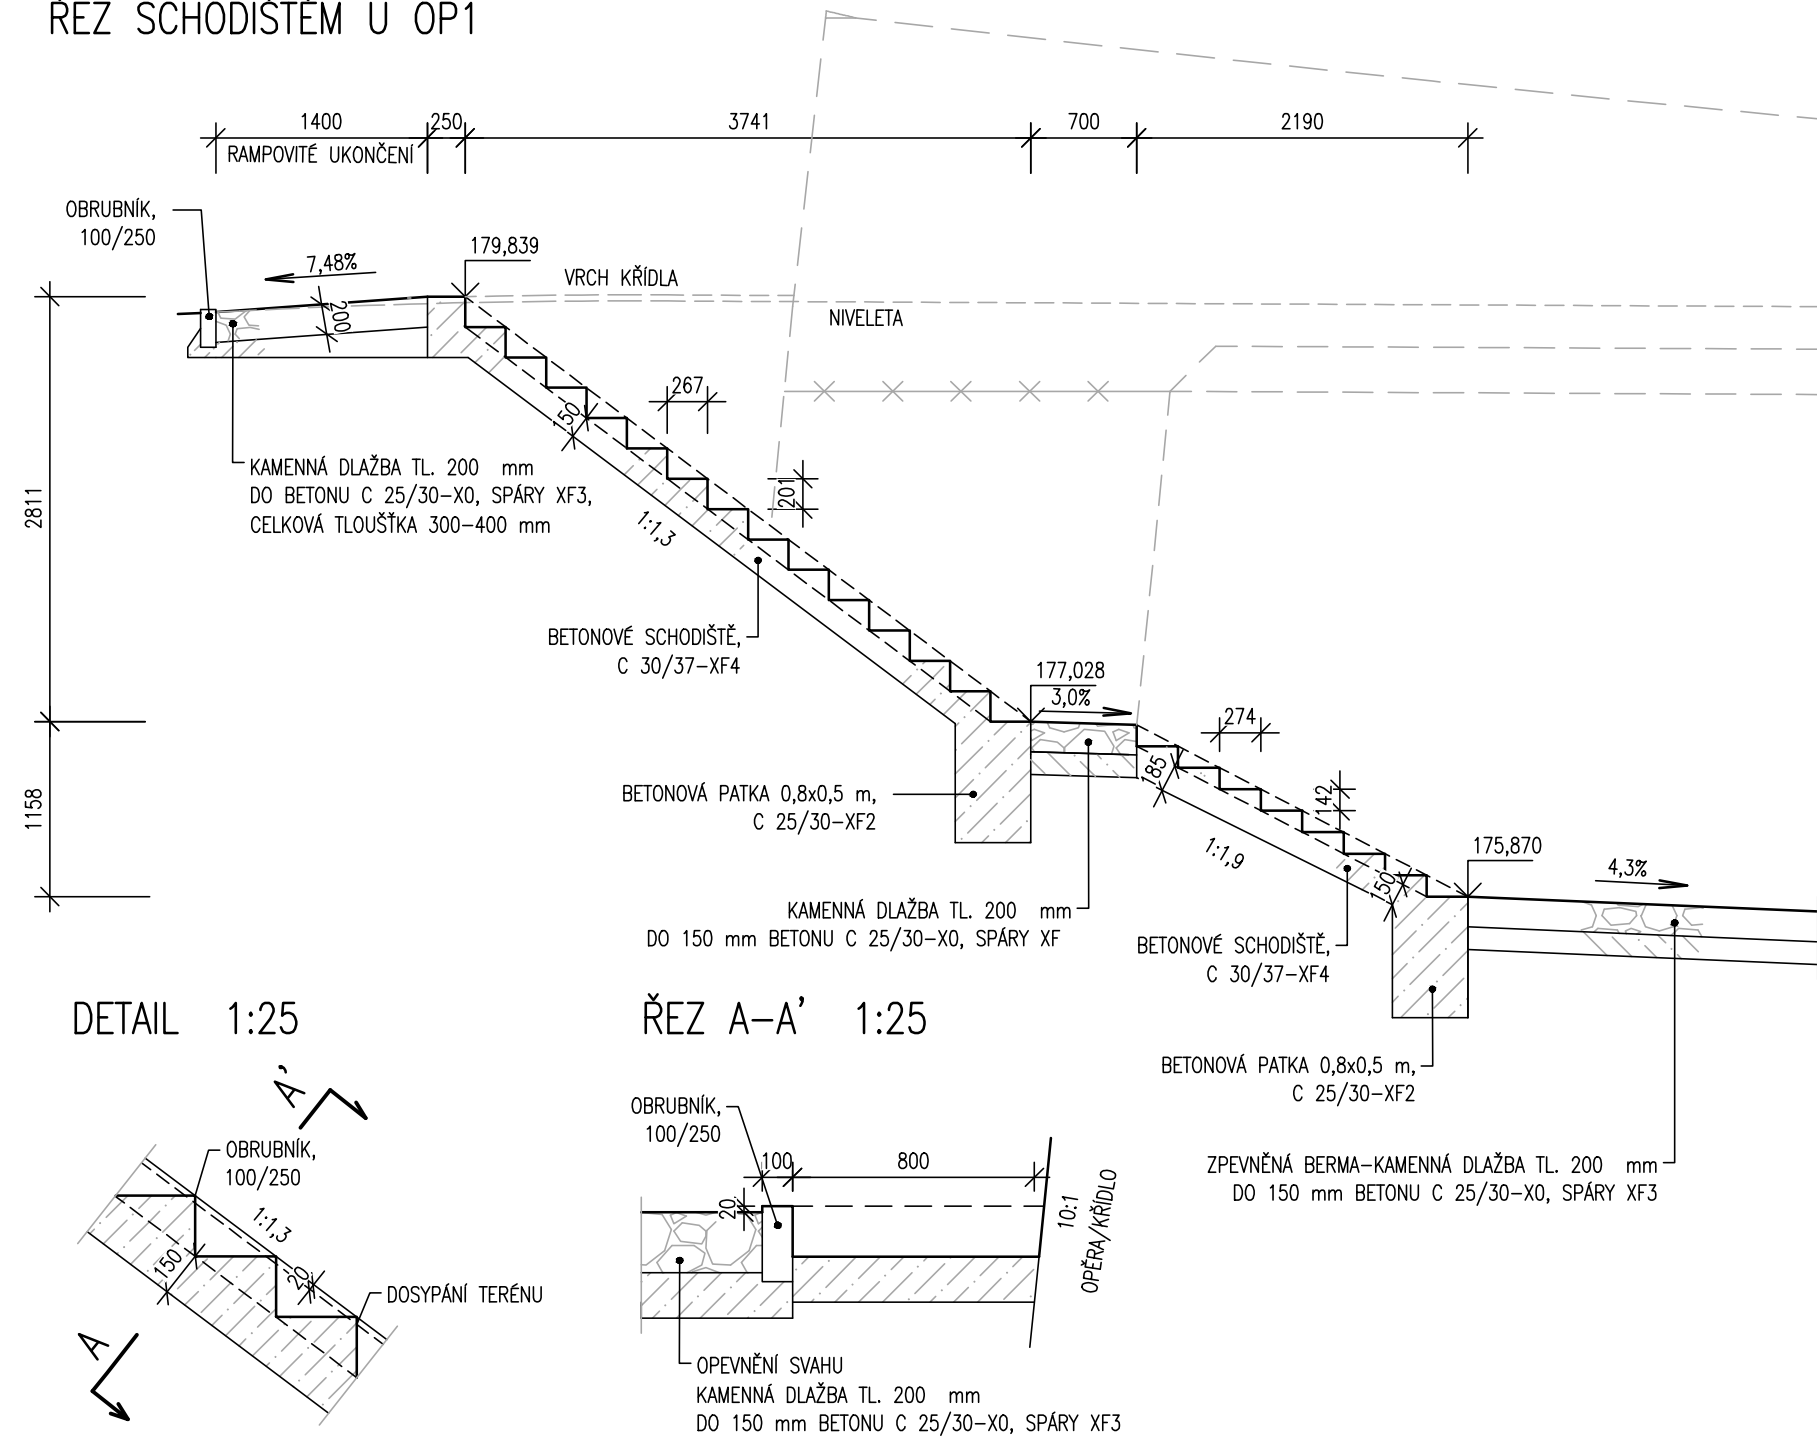 ŘEZ SCHODIŠTĚM U OP1
1400
250
3741
700
2190
RAMPOVITÉ UKONČENÍ
OBRUBNÍK,
100/250
7,48%
179,839
VRCH KŘÍDLA
NIVELETA
200
267
150
201
1:1,3
2811
1158
KAMENNÁ DLAŽBA TL. 200 mm
DO BETONU C 25/30-X0, SPÁRY XF3,
CELKOVÁ TLOUŠŤKA 300-400 mm
BETONOVÉ SCHODIŠTĚ,
C 30/37-XF4
177,028
3,0%
274
185
142
1:1,9
150
175,870
4,3%
BETONOVÁ PATKA 0,8x0,5 m,
C 25/30-XF2
KAMENNÁ DLAŽBA TL. 200 mm
DO 150 mm BETONU C 25/30-X0, SPÁRY XF
BETONOVÉ SCHODIŠTĚ,
C 30/37-XF4
BETONOVÁ PATKA 0,8x0,5 m,
C 25/30-XF2
ZPEVNĚNÁ BERMA-KAMENNÁ DLAŽBA TL. 200 mm
DO 150 mm BETONU C 25/30-X0, SPÁRY XF3
DETAIL 1:25
A'
OBRUBNÍK,
100/250
1:1,3
150
20
DOSYPÁNÍ TERÉNU
A
ŘEZ A-A' 1:25
OBRUBNÍK,
100/250
100
800
20
10:1
OPĚRA/KŘÍDLO
OPEVNĚNÍ SVAHU
KAMENNÁ DLAŽBA TL. 200 mm
DO 150 mm BETONU C 25/30-X0, SPÁRY XF3